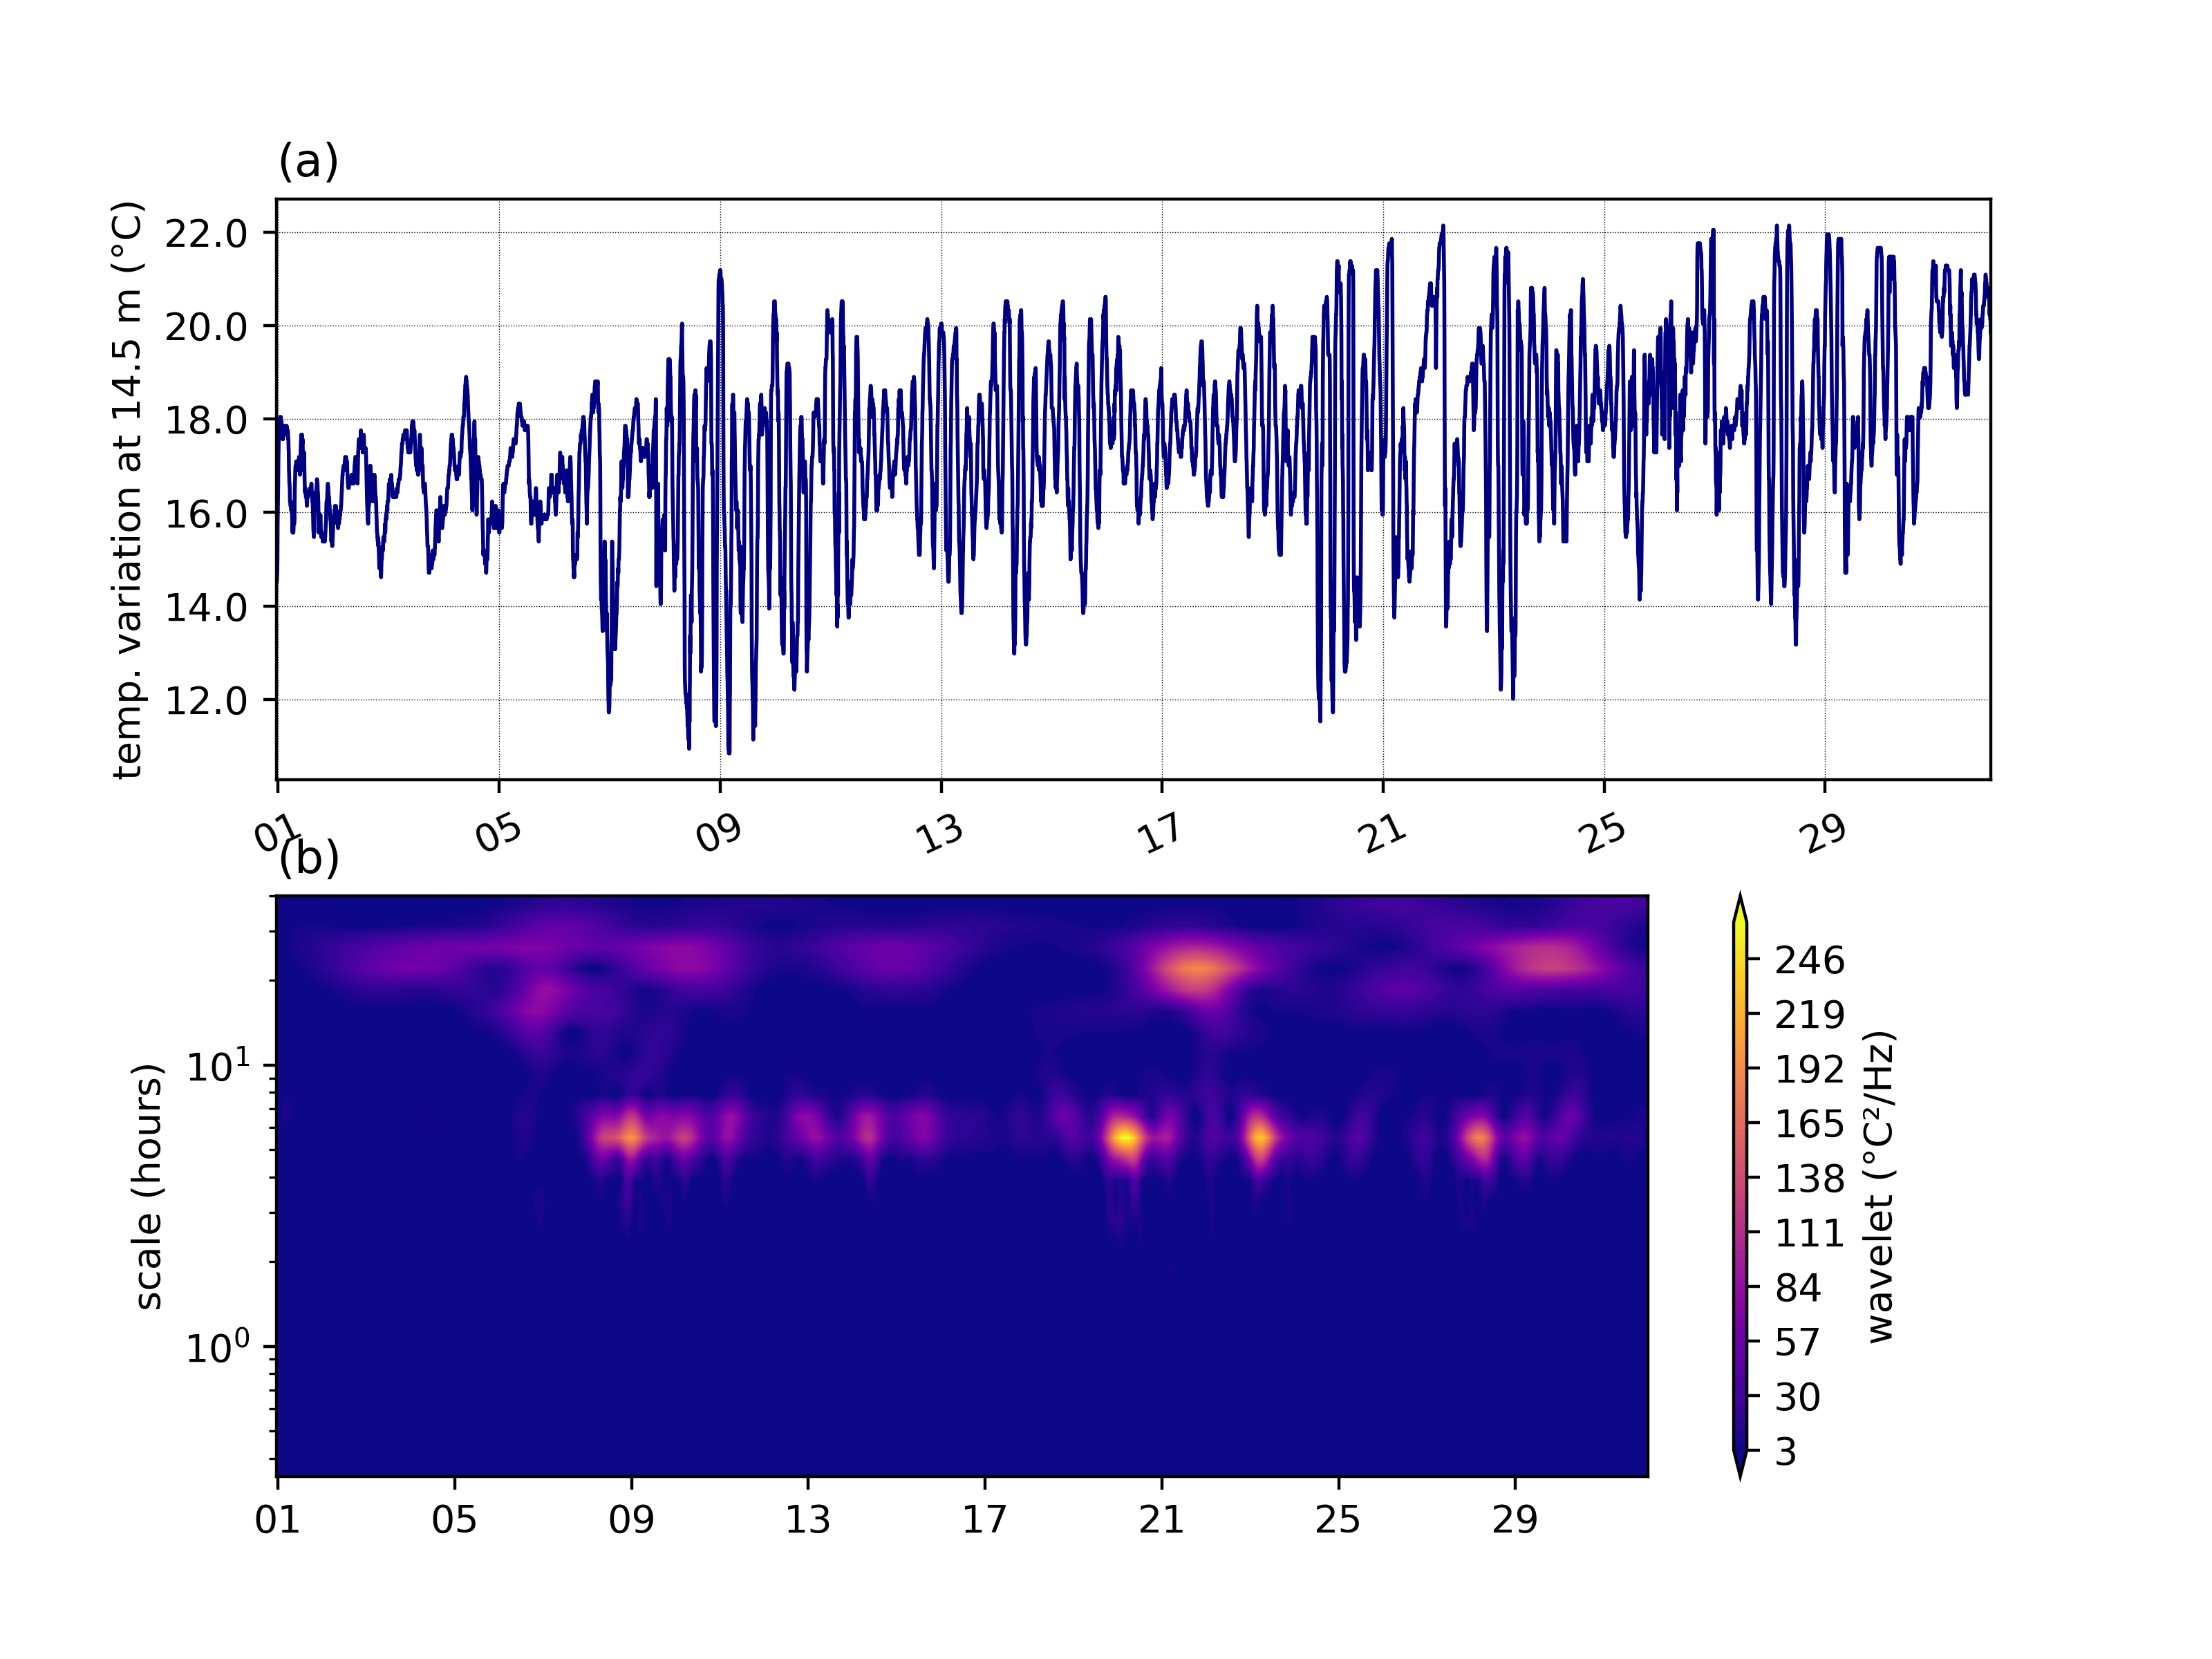 (a)
temp. variation at 14.5 m (°C)
22.0
20.0
18.0
16.0
14.0
12.0
01 05 09 13 17 21 25 29
(b)
scale (hours)
10¹
10⁰
01 05 09 13 17 21 25 29
246
219
192
165
138
111
84
57
30
3
wavelet (°C²/Hz)